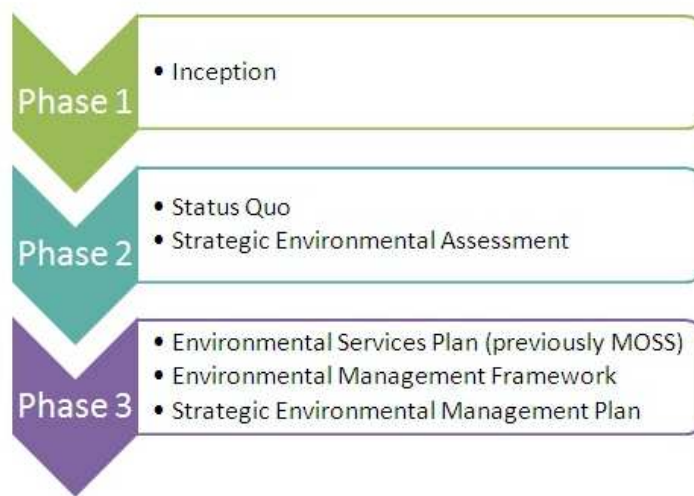 Phase 1
• Inception
Phase 2
• Status Quo
• Strategic Environmental Assessment
Phase 3
• Environmental Services Plan (previously MOSS)
• Environmental Management Framework
• Strategic Environmental Management Plan